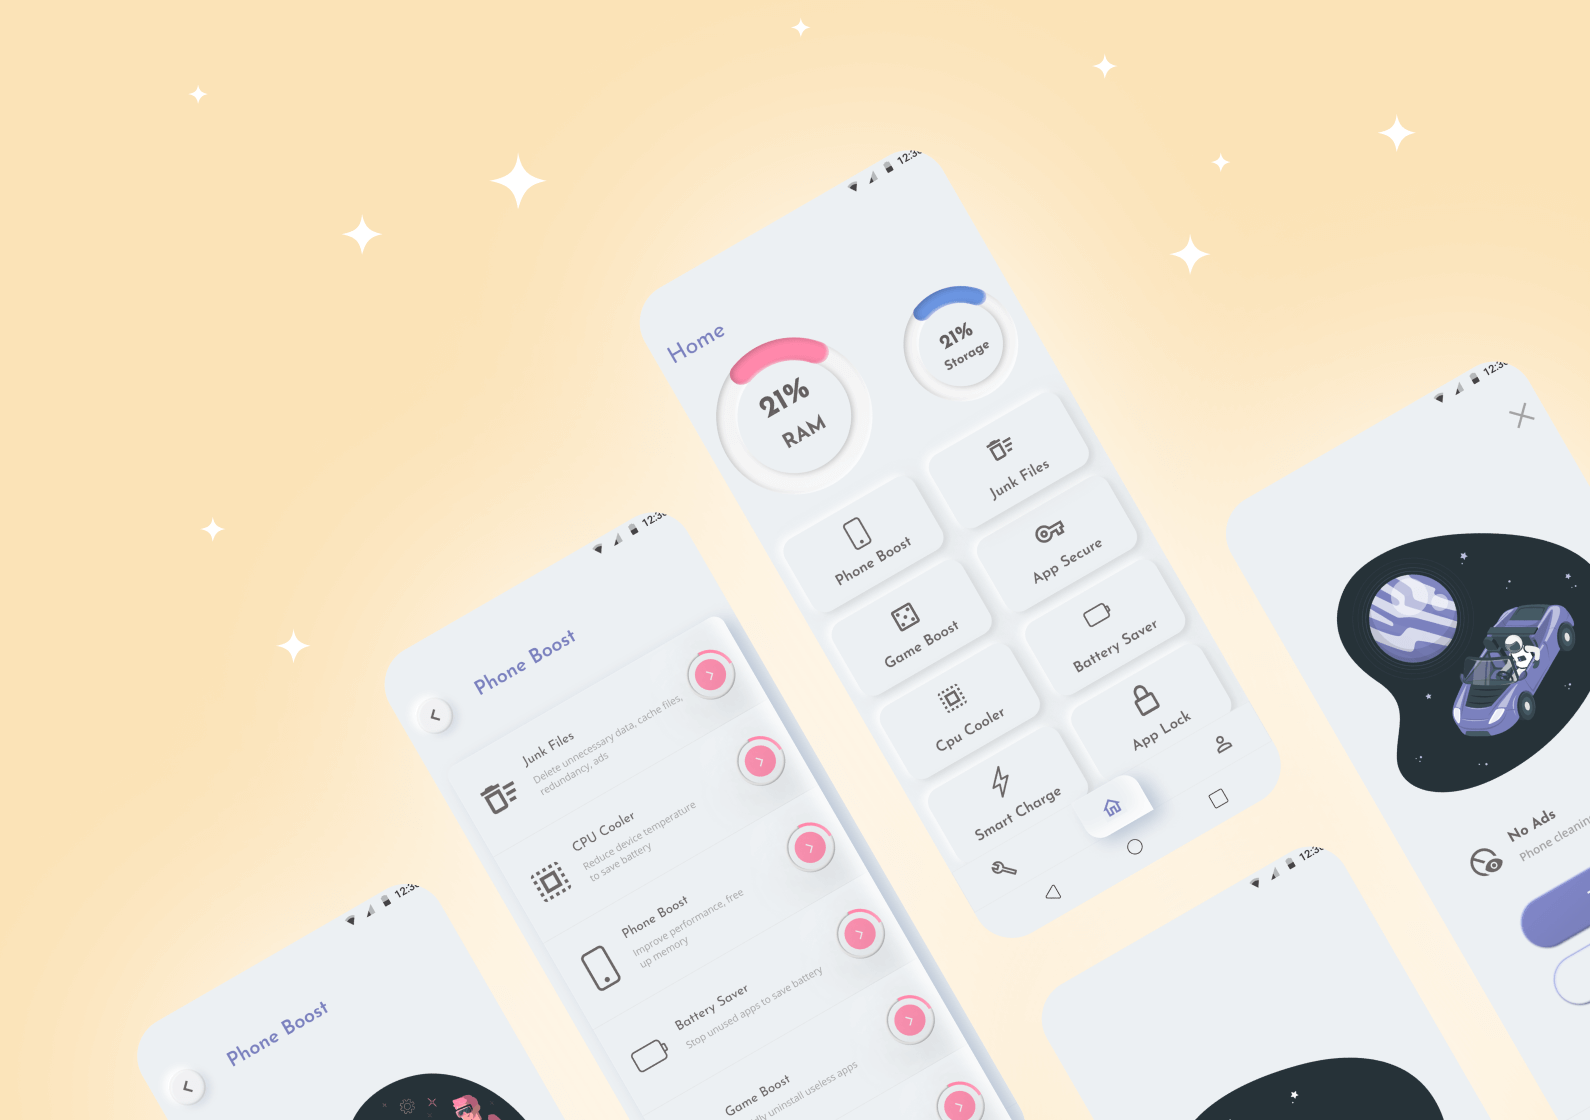 12:3
Home
21%
RAM
21%
Storage
Junk Files
Phone Boost
App Secure
Game Boost
Battery Saver
Cpu Cooler
App Lock
Smart Charge
12:3
Phone Boost
Junk Files
Delete unnecessary data, cache files,
redundancy, ads
CPU Cooler
Reduce device temperature
to save battery
Phone Boost
Improve performance, free
up memory
Battery Saver
Stop unused apps to save battery
Game Boost
uninstall useless apps
12:3
Phone Boost
12:3
No Ads
Phone cleanin
12:3